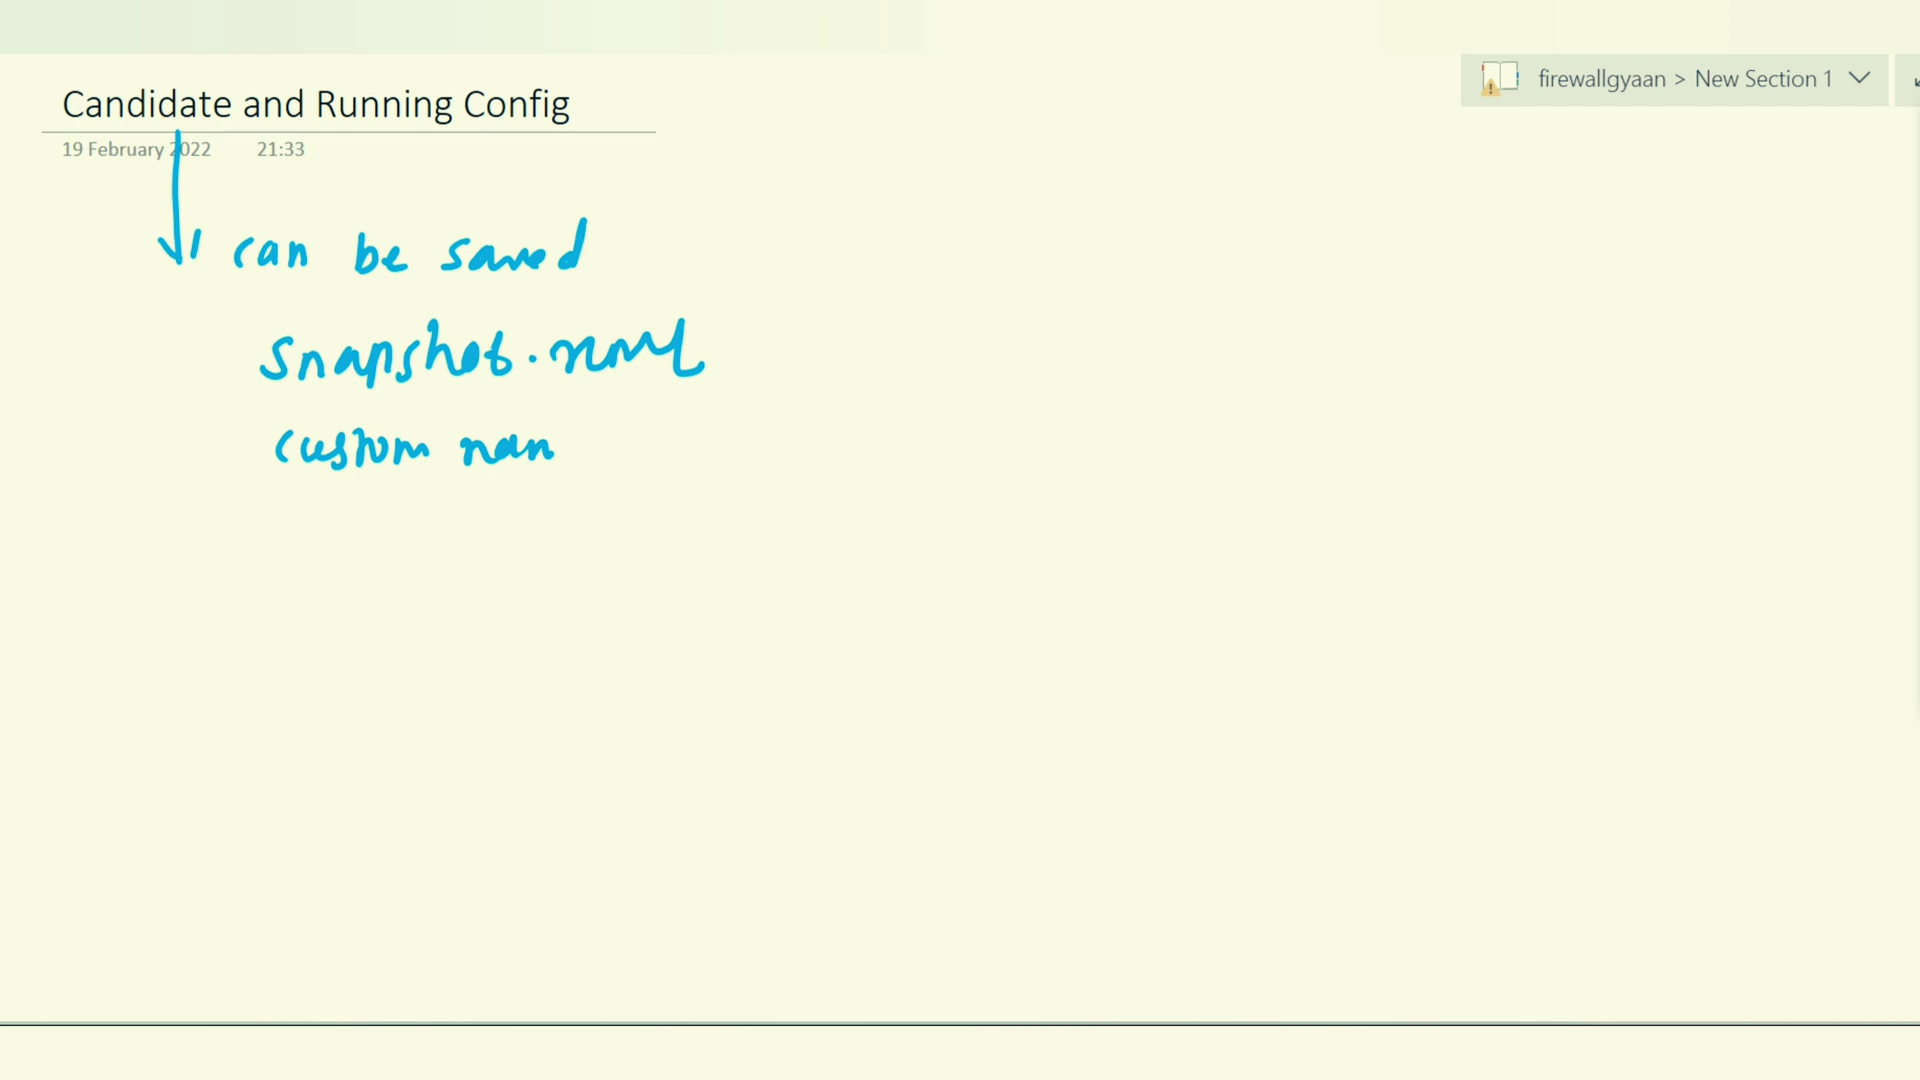 firewallgyaan > New Section 1
Candidate and Running Config
19 February 2022 21:33
can be saved
snapshot.xml
custom nam